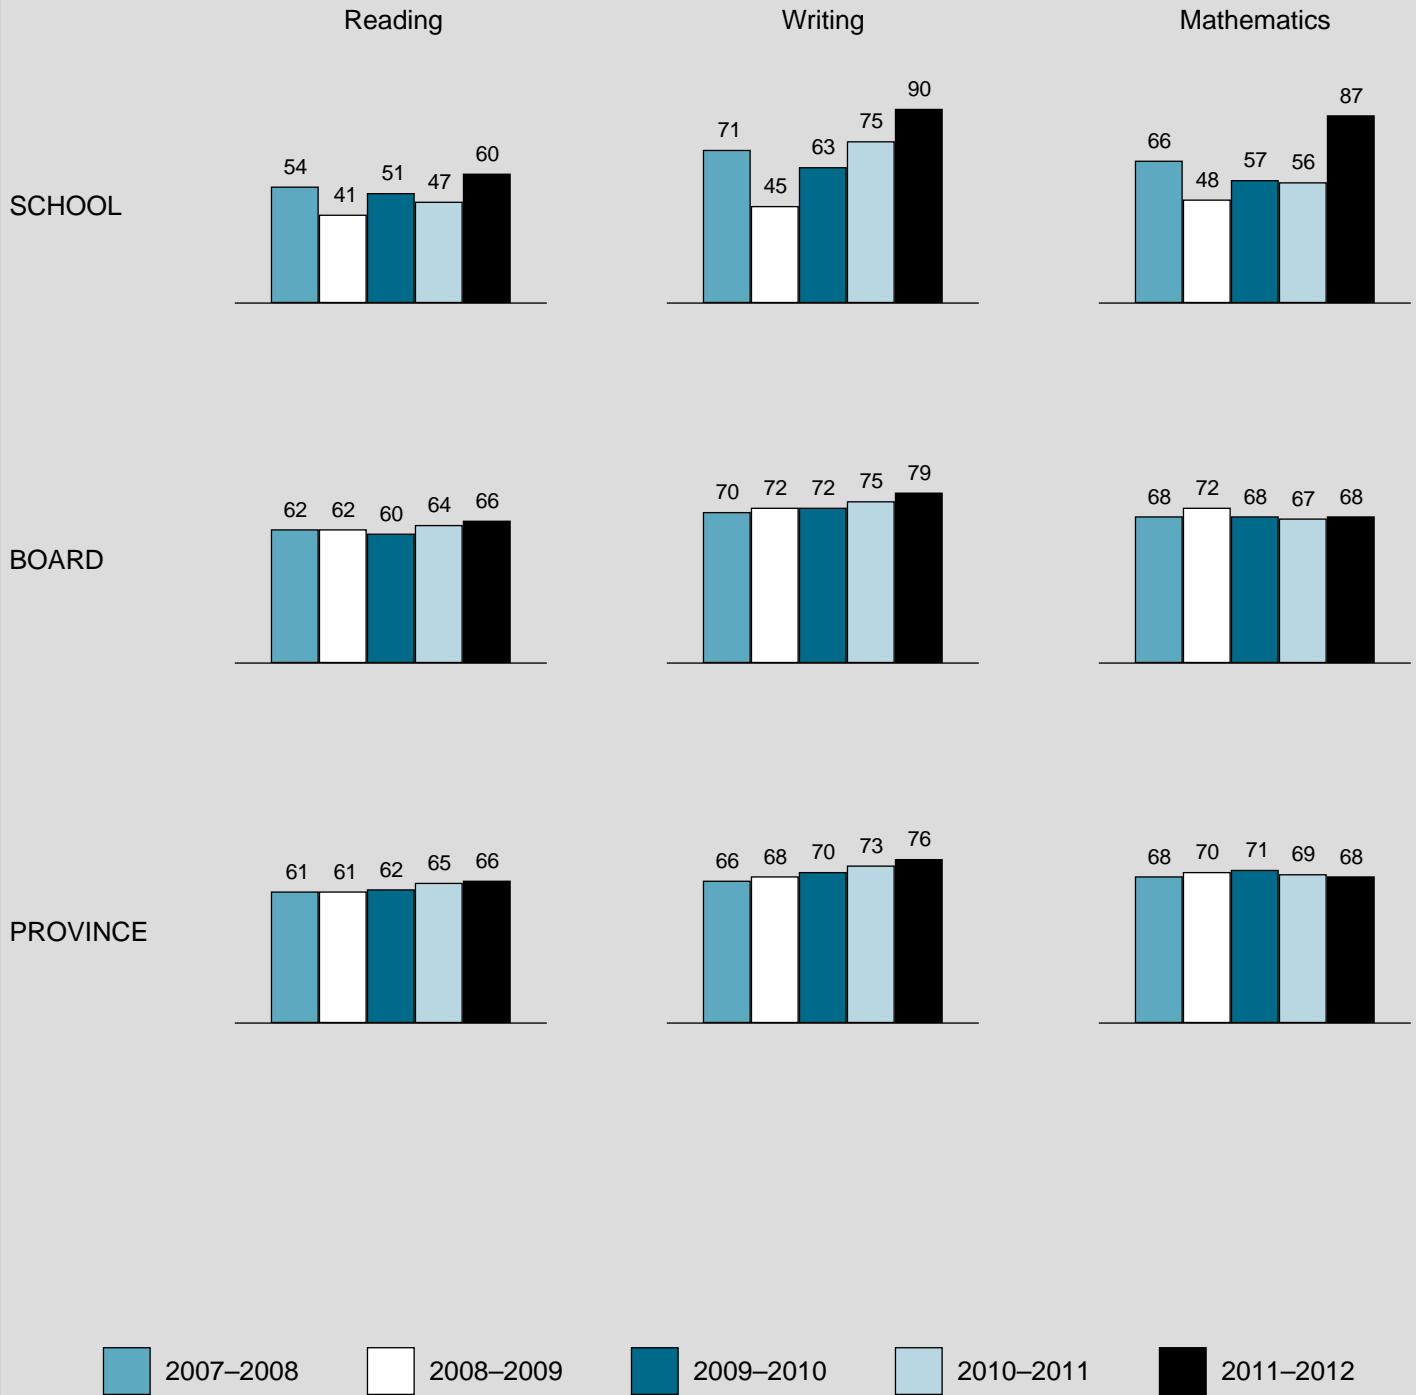 Reading Writing Mathematics
SCHOOL
54 41 51 47 60
71 45 63 75 90
66 48 57 56 87
BOARD
62 62 60 64 66
70 72 72 75 79
68 72 68 67 68
PROVINCE
61 61 62 65 66
66 68 70 73 76
68 70 71 69 68
2007–2008 2008–2009 2009–2010 2010–2011 2011–2012